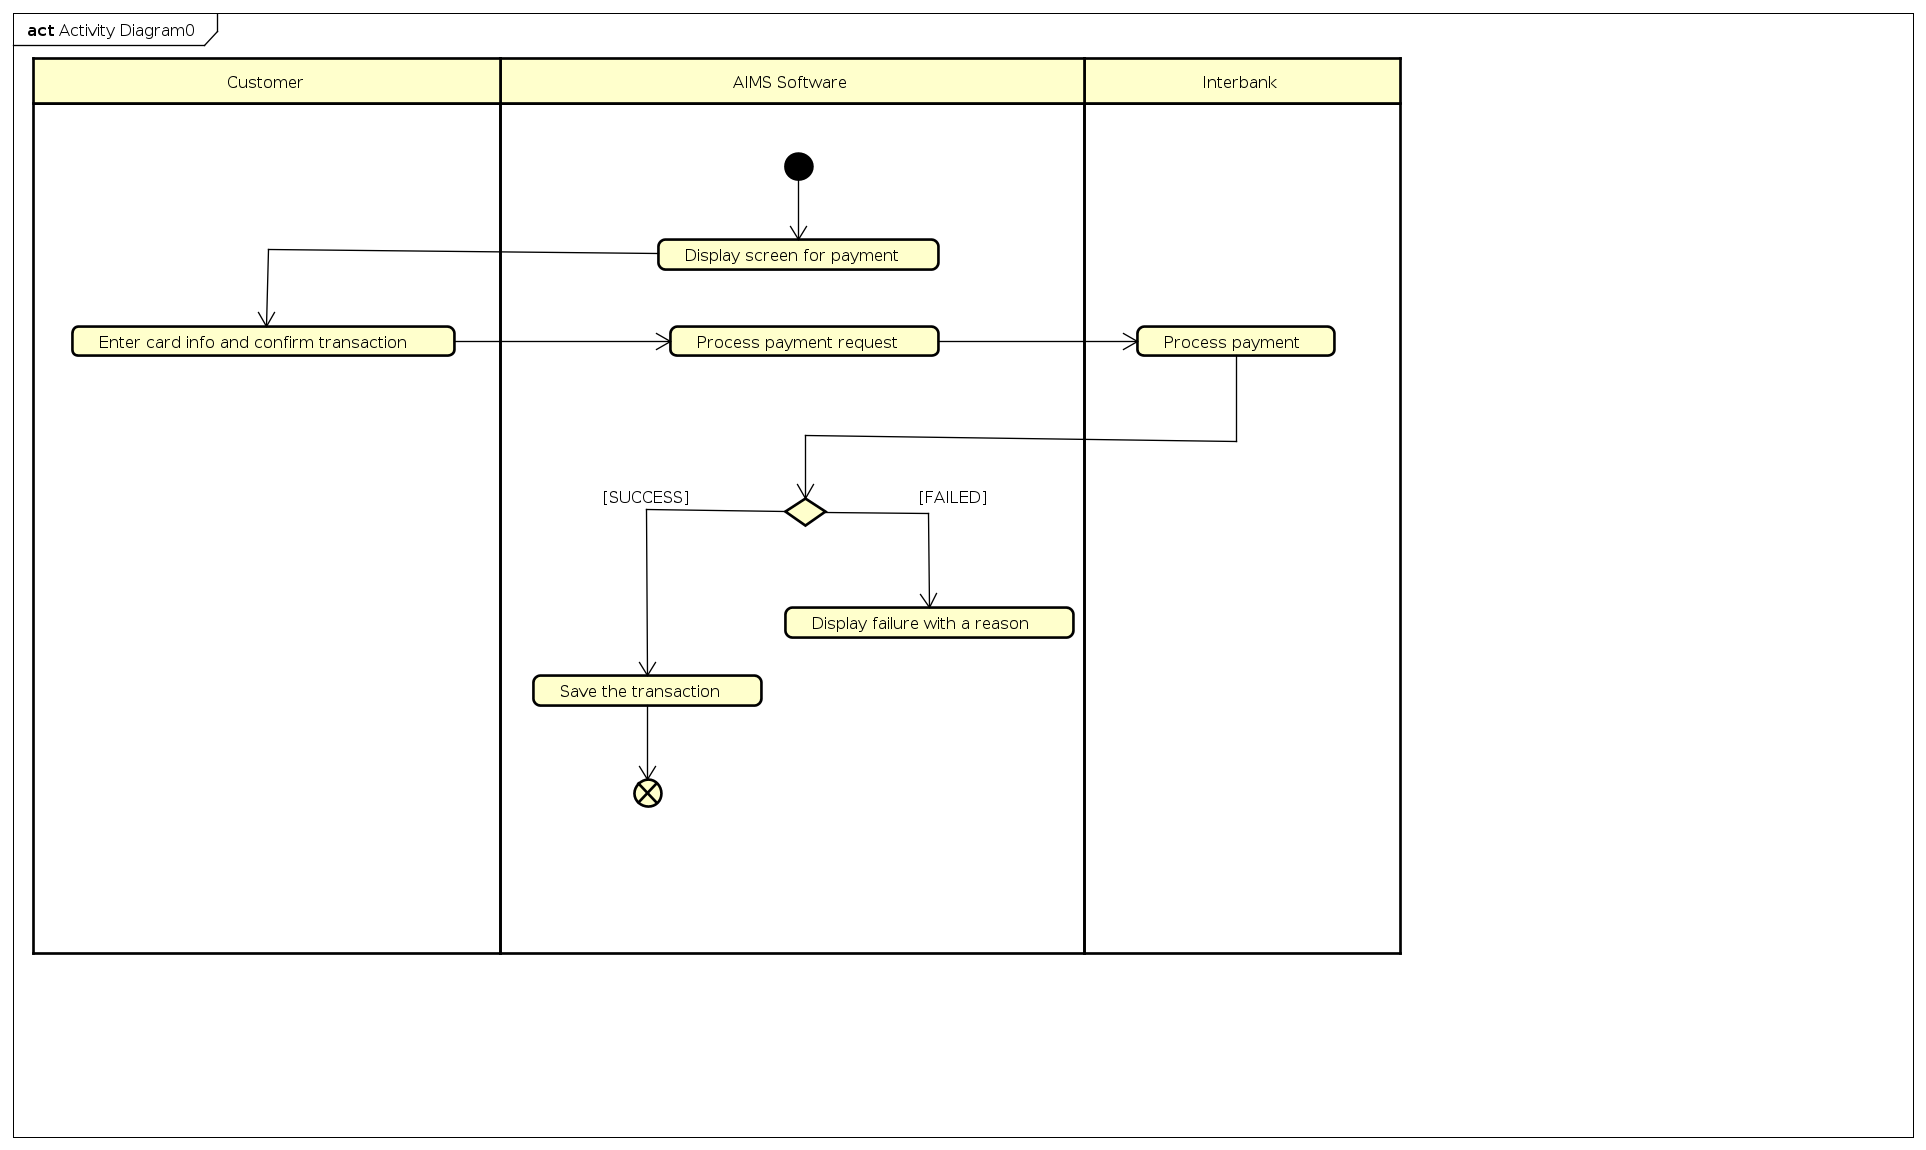 act Activity Diagram0
Customer
AIMS Software
Interbank
Display screen for payment
Enter card info and confirm transaction
Process payment request
Process payment
[SUCCESS]
[FAILED]
Display failure with a reason
Save the transaction